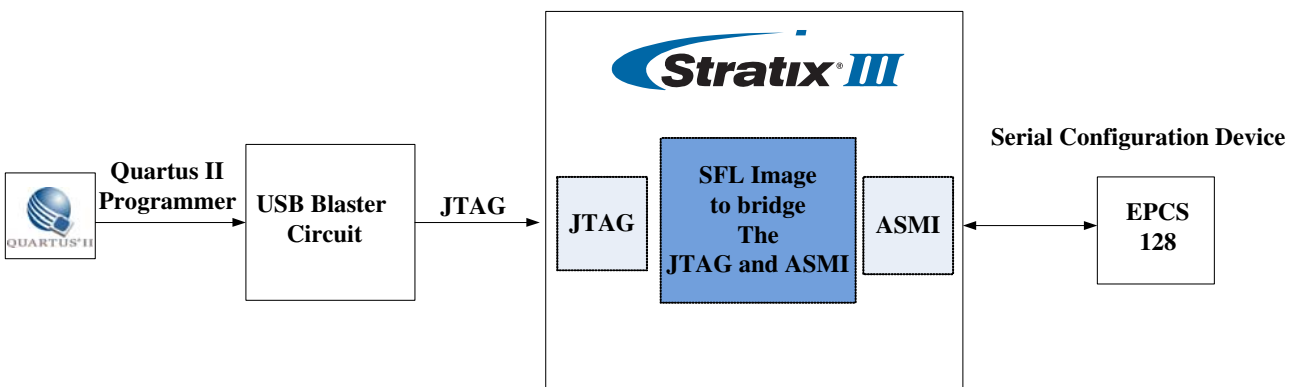 QUARTUS® II
Quartus II
Programmer
USB Blaster
Circuit
JTAG
Stratix® III
JTAG
SFL Image
to bridge
The
JTAG and ASMI
ASMI
Serial Configuration Device
EPCS
128